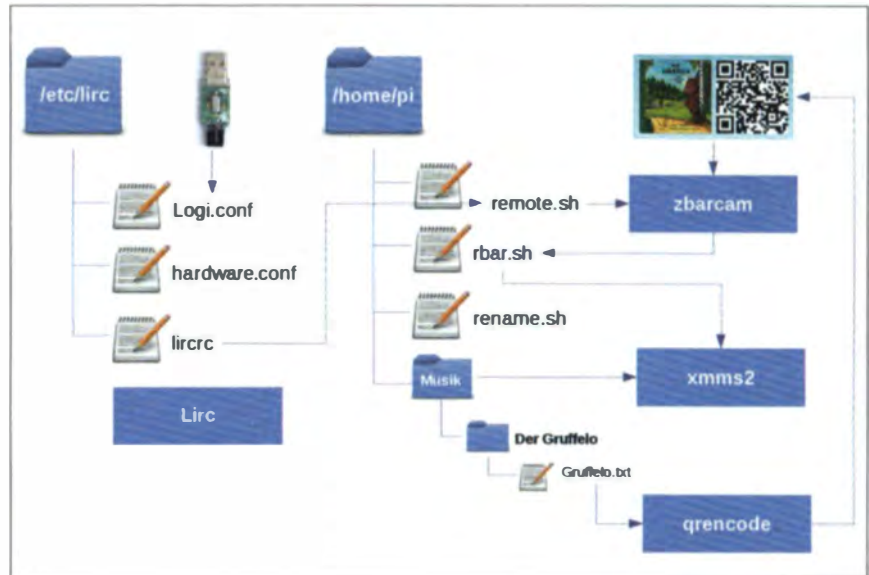 /etc/lirc
/home/pi
Logi.conf
remote.sh
zbarcam
hardware.conf
rbar.sh
lircrc
rename.sh
Musik
xmms2
Lirc
Der Gruffelo
Gruffelo.txt
qrencode